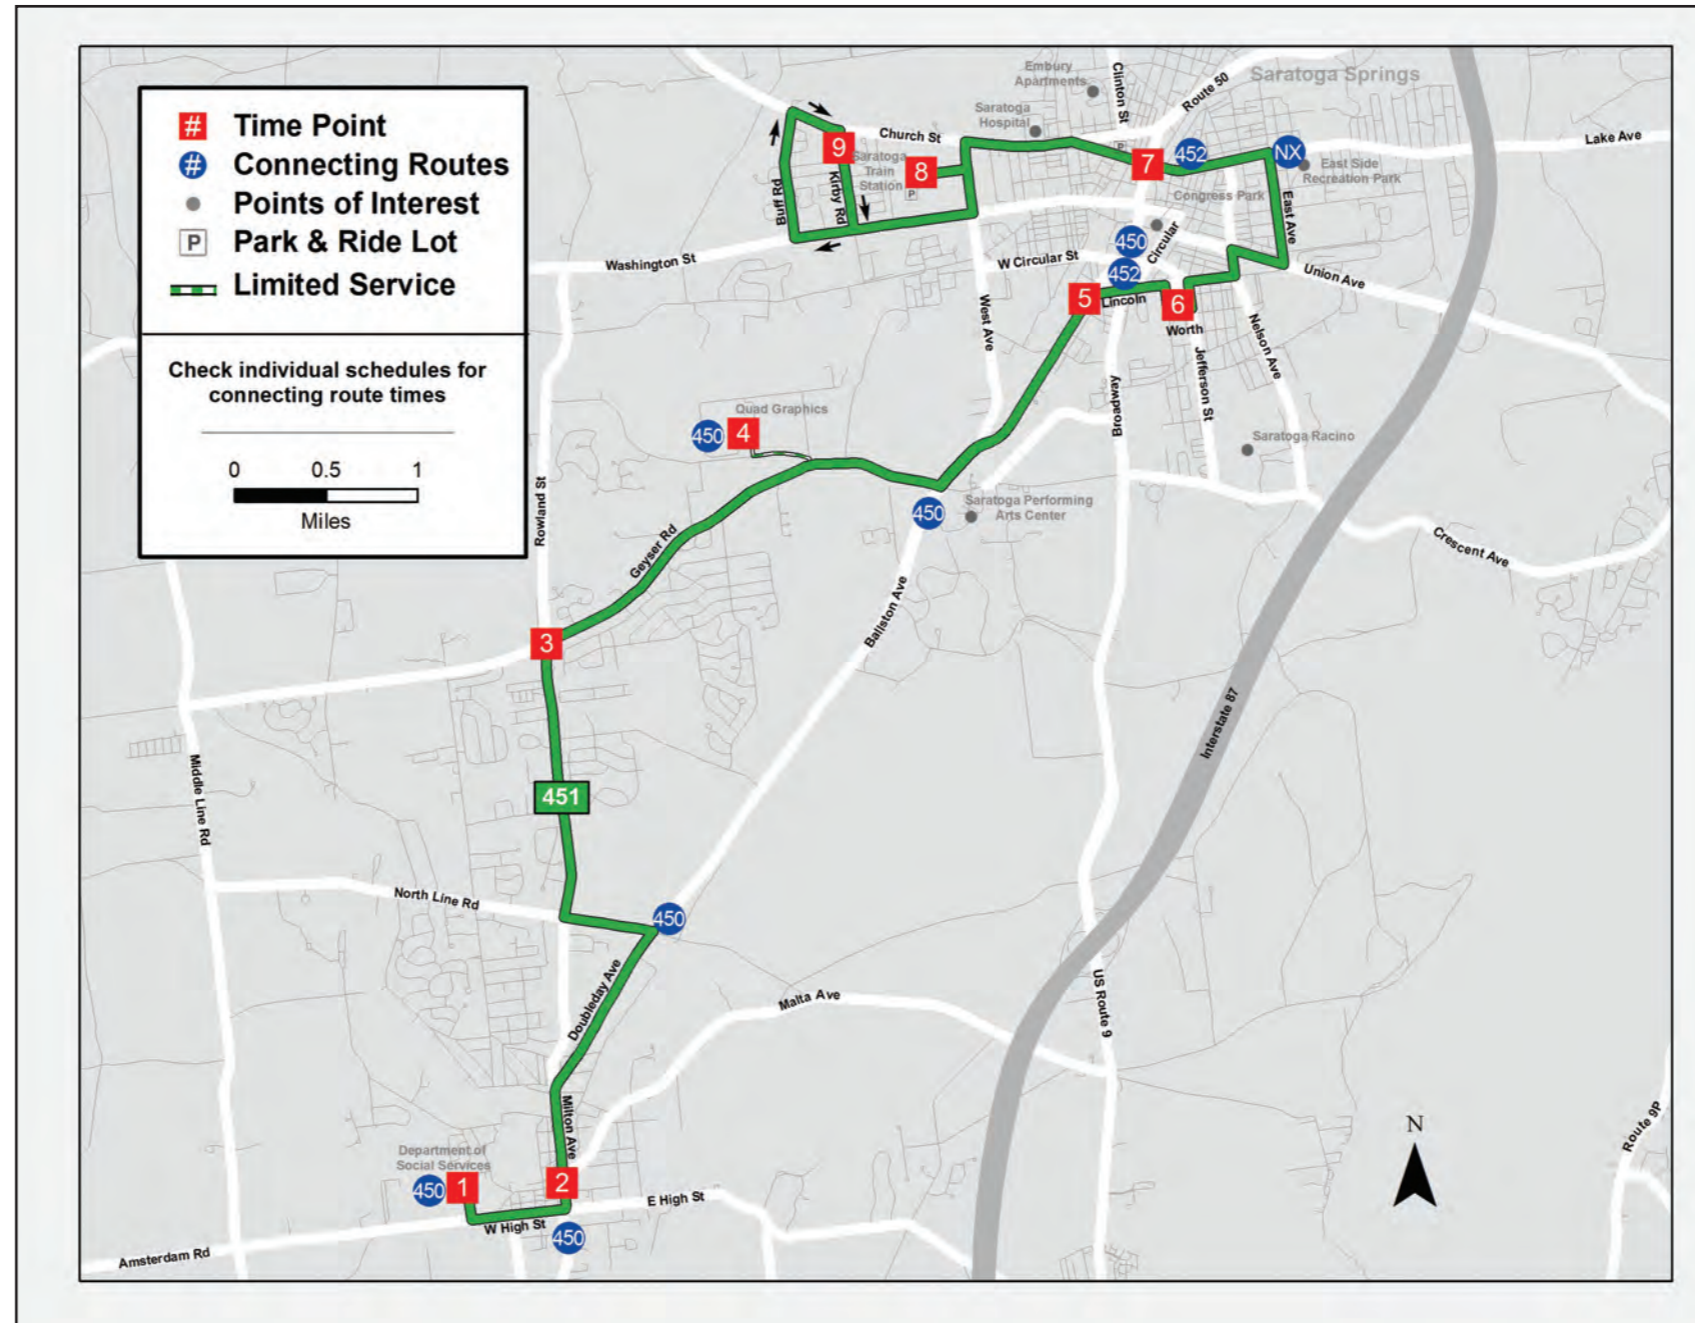 # Time Point
# Connecting Routes
Points of Interest
P Park & Ride Lot
Limited Service
Check individual schedules for
connecting route times
0 0.5 1
Miles
Embury
Apartments
Clinton St
Route 50
Saratoga Springs
Saratoga
Hospital
Church St
Lake Ave
9
Saratoga
Train
Station
8
P
P
7
452
NX
East Side
Recreation Park
Buff Rd
Kirby Rd
Congress Park
East Ave
Washington St
W Circular St
450
Circular
452
Union Ave
5
Lincoln
6
Worth
West Ave
Nelson Ave
Jefferson St
Broadway
Quad Graphics
450
4
Saratoga Racino
Rowland St
450
Saratoga Performing
Arts Center
Geyser Rd
Crescent Ave
Ballston Ave
3
Interstate 87
451
Middle Line Rd
North Line Rd
450
Doubleday Ave
Malta Ave
US Route 9
Milton Ave
Route 9P
N
Department of
Social Services
450
1
2
E High St
W High St
450
Amsterdam Rd